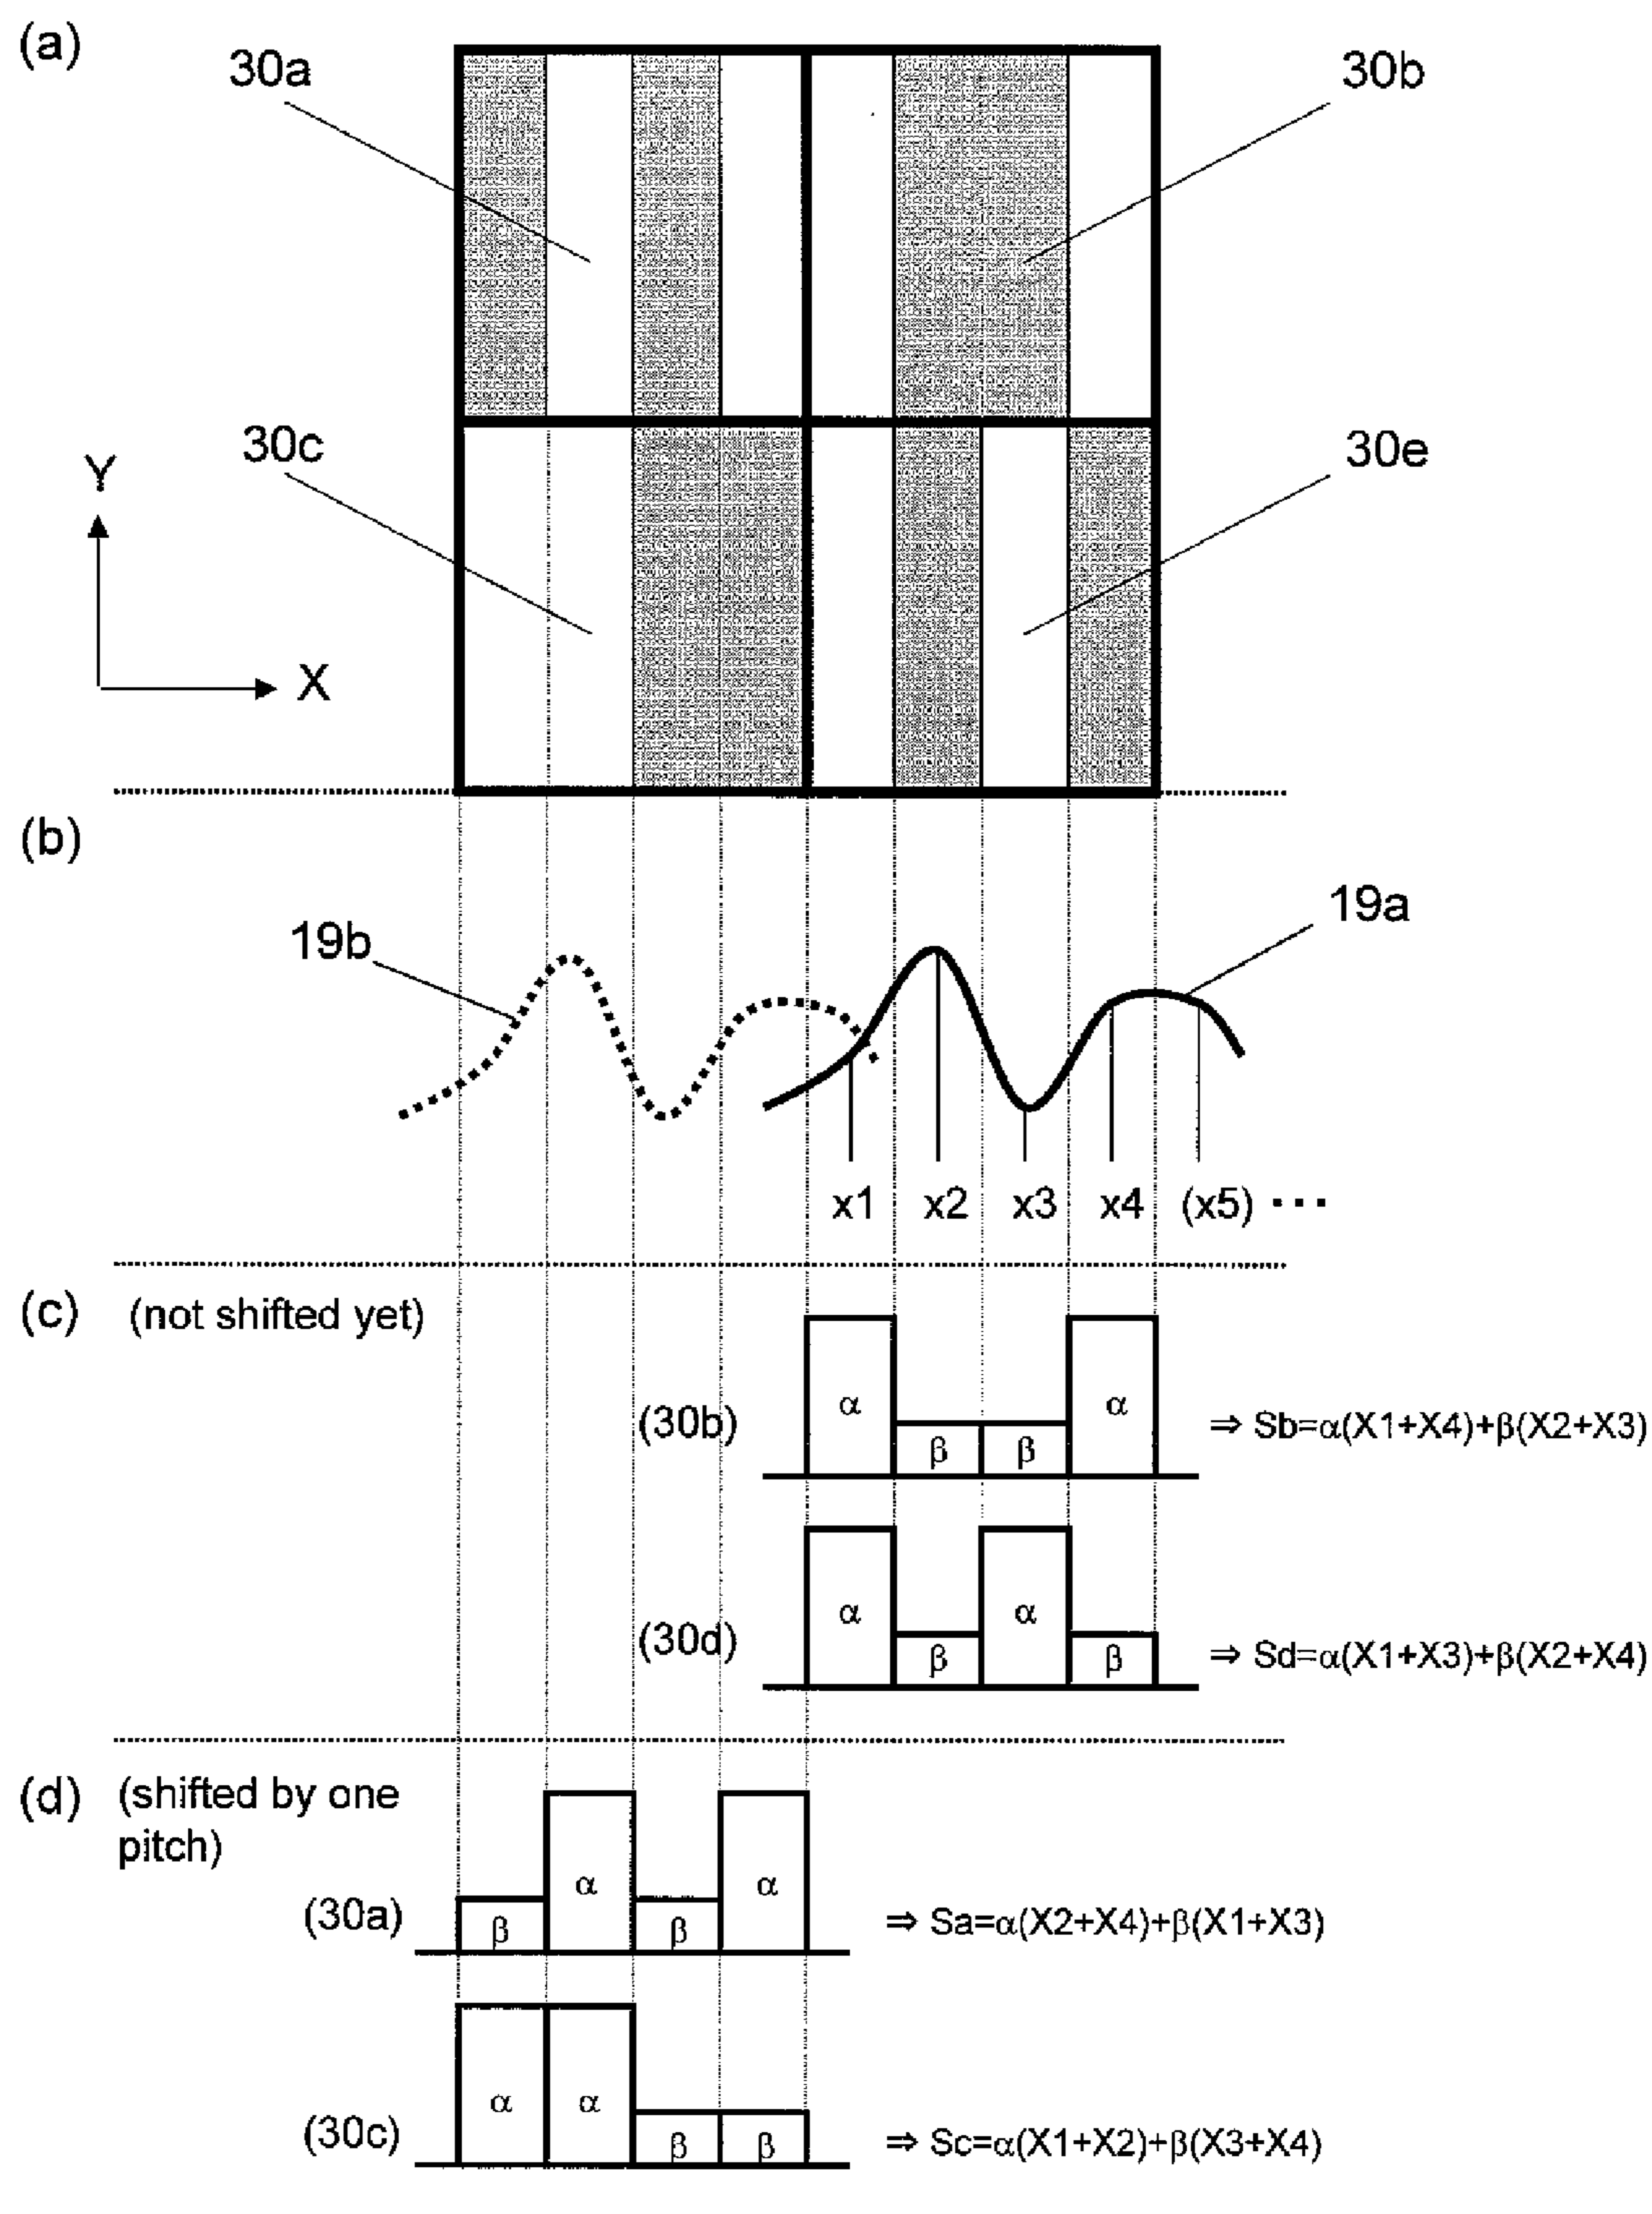 (a)
30a
30b
30c
30e
Y
X
(b)
19b
19a
x1 x2 x3 x4 (x5) ···
(c) (not shifted yet)
(30b) α β β α ⇒ Sb=α(X1+X4)+β(X2+X3)
(30d) α β α β ⇒ Sd=α(X1+X3)+β(X2+X4)
(d) (shifted by one
pitch)
(30a) β α β α ⇒ Sa=α(X2+X4)+β(X1+X3)
(30c) α α β β ⇒ Sc=α(X1+X2)+β(X3+X4)